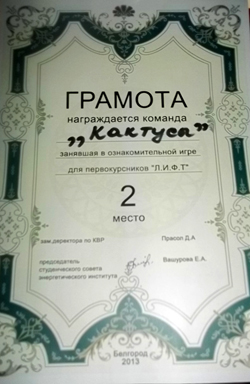 ГРАМОТА
награждается команда
„Кактуса”
занявшая в ознакомительной игре
для первокурсников "Л.И.Ф.Т"
2
место
зам.директора по КВР Прасол Д.А
председатель
студенческого совета Вашурова Е.А.
энергетического института
Белгород
2013